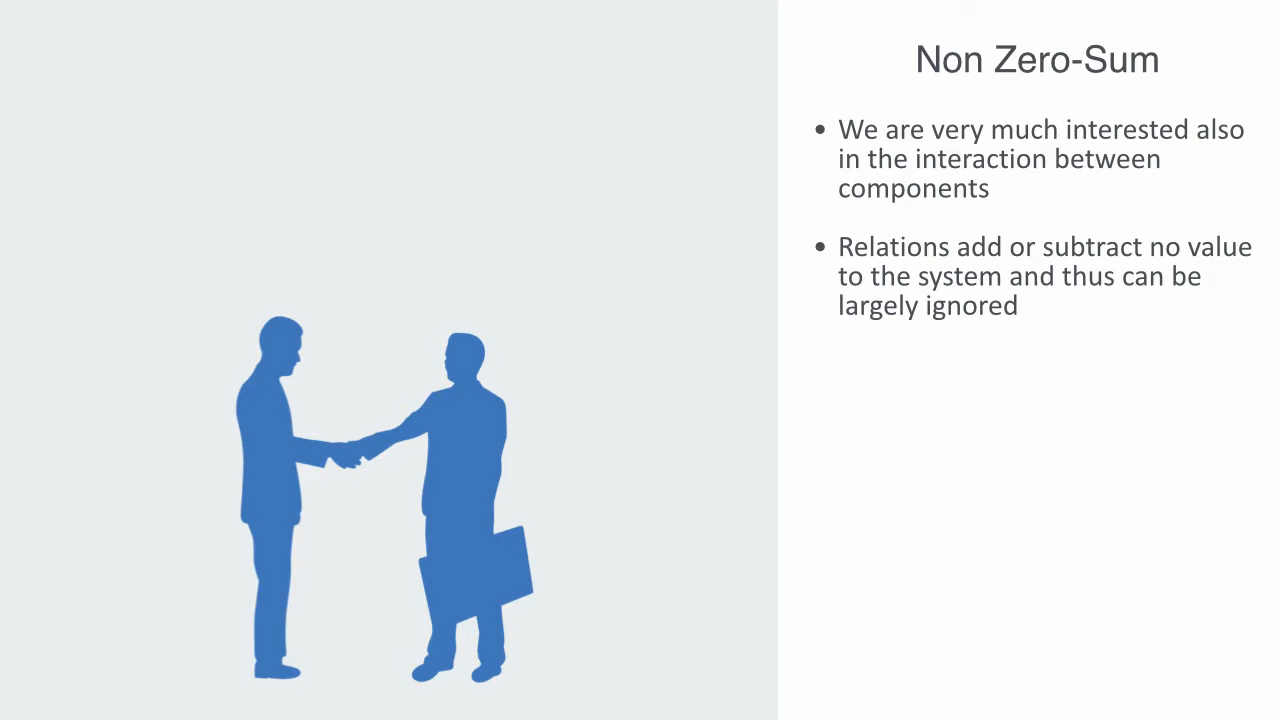 Non Zero-Sum
• We are very much interested also
in the interaction between
components
• Relations add or subtract no value
to the system and thus can be
largely ignored